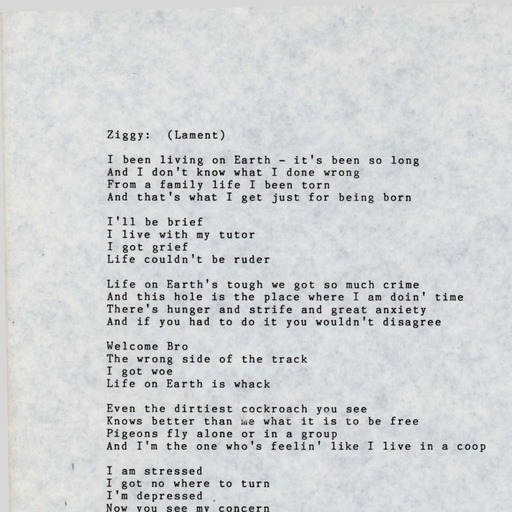 Ziggy:  (Lament)
I been living on Earth - it's been so long
And I don't know what I done wrong
From a family life I been torn
And that's what I get just for being born
I'll be brief
I live with my tutor
I got grief
Life couldn't be ruder
Life on Earth's tough we got so much crime
And this hole is the place where I am doin' time
There's hunger and strife and great anxiety
And if you had to do it you wouldn't disagree
Welcome Bro
The wrong side of the track
I got woe
Life on Earth is whack
Even the dirtiest cockroach you see
Knows better than me what it is to be free
Pigeons fly alone or in a group
And I'm the one who's feelin' like I live in a coop
I am stressed
I got no where to turn
I'm depressed
Now you see my concern